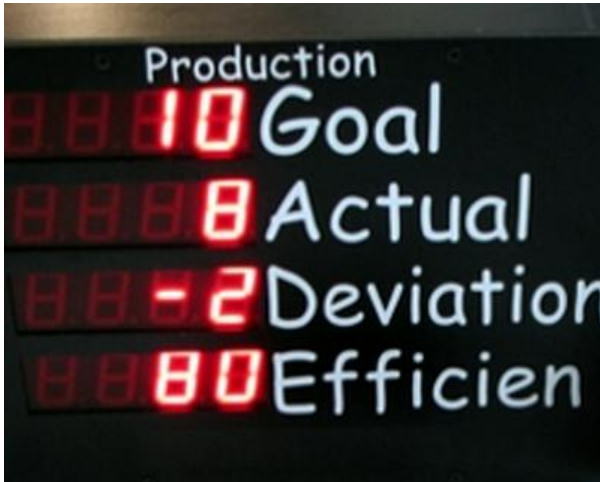 Production
10 Goal
8 Actual
-2 Deviation
80 Efficien